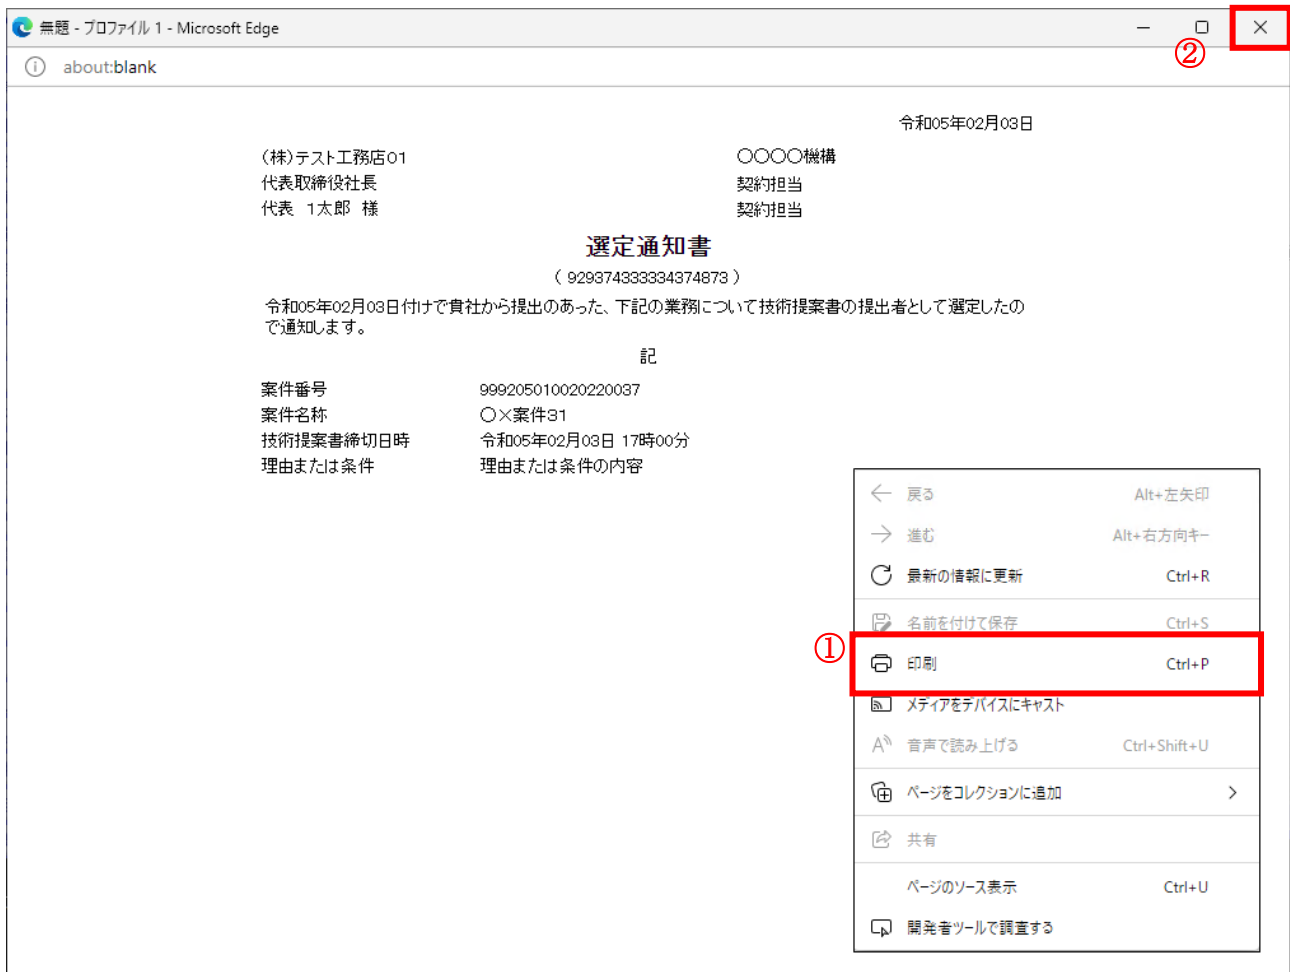 無題 - プロファイル 1 - Microsoft Edge
②
about:blank
令和05年02月03日
(株)テスト工務店01
代表取締役社長
代表 1太郎 様
〇〇〇〇機構
契約担当
契約担当
選定通知書
( 929374333334374873 )
令和05年02月03日付けで貴社から提出のあった、下記の業務について技術提案書の提出者として選定したの
で通知します。
記
案件番号 999205010020220037
案件名称 〇×案件31
技術提案書締切日時 令和05年02月03日 17時00分
理由または条件 理由または条件の内容
戻る Alt+左矢印
進む Alt+右方向キー
最新の情報に更新 Ctrl+R
名前を付けて保存 Ctrl+S
①
印刷 Ctrl+P
メディアをデバイスにキャスト
音声で読み上げる Ctrl+Shift+U
ページをコレクションに追加
共有
ページのソース表示 Ctrl+U
開発者ツールで調査する